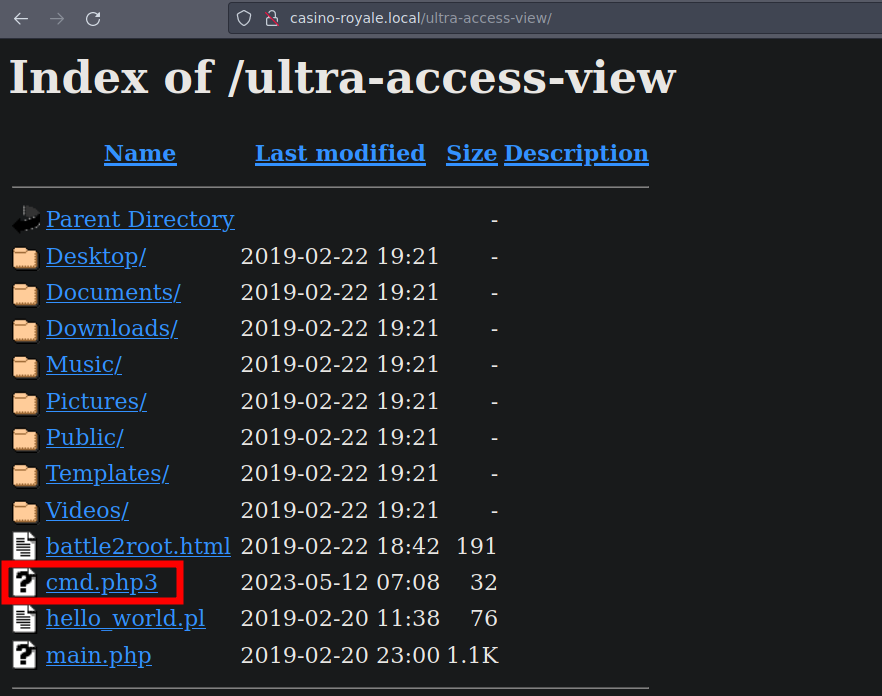 casino-royale.local/ultra-access-view/
Index of /ultra-access-view
Name Last modified Size Description
Parent Directory -
Desktop/ 2019-02-22 19:21 -
Documents/ 2019-02-22 19:21 -
Downloads/ 2019-02-22 19:21 -
Music/ 2019-02-22 19:21 -
Pictures/ 2019-02-22 19:21 -
Public/ 2019-02-22 19:21 -
Templates/ 2019-02-22 19:21 -
Videos/ 2019-02-22 19:21 -
battle2root.html 2019-02-22 18:42 191
cmd.php3 2023-05-12 07:08 32
hello_world.pl 2019-02-20 11:38 76
main.php 2019-02-20 23:00 1.1K